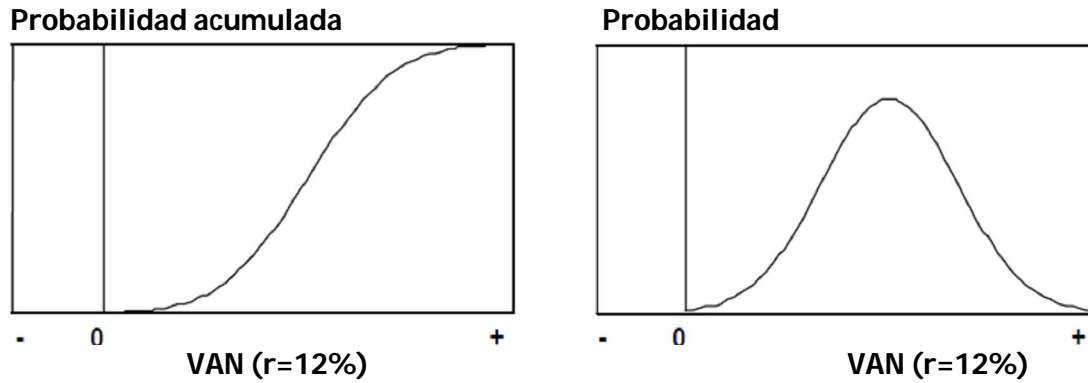 Probabilidad acumulada
- 0 +
VAN (r=12%)
Probabilidad
- 0 +
VAN (r=12%)